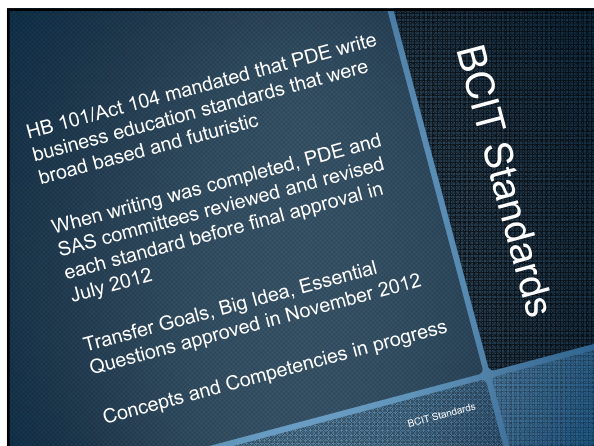 BCIT Standards
HB 101/Act 104 mandated that PDE write
business education standards that were
broad based and futuristic
When writing was completed, PDE and
SAS committees reviewed and revised
each standard before final approval in
July 2012
Transfer Goals, Big Idea, Essential
Questions approved in November 2012
Concepts and Competencies in progress
BCIT Standards